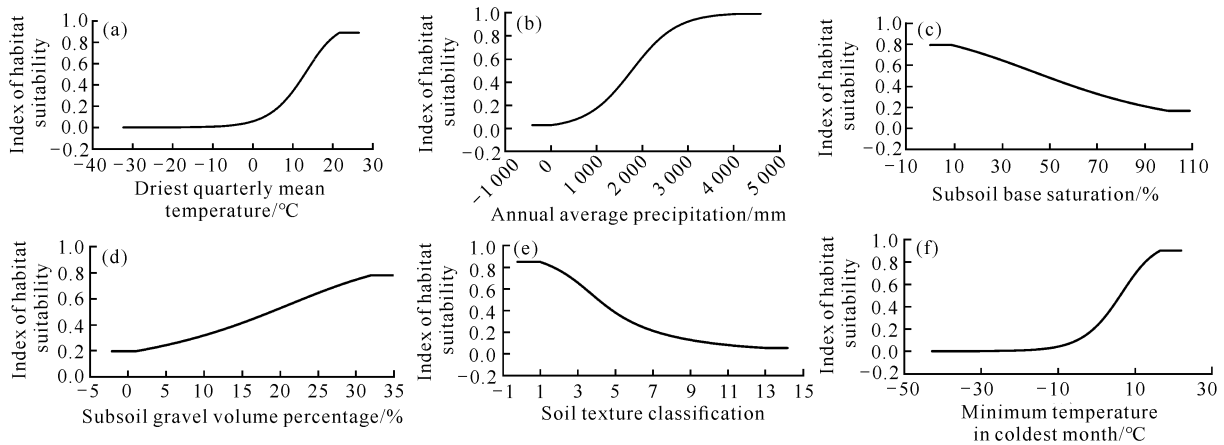 (a)
Index of habitat
suitability
1.0
0.8
0.6
0.4
0.2
0.0
−0.2
−40 −30 −20 −10 0 10 20 30
Driest quarterly mean
temperature/℃
(b)
Index of habitat
suitability
1.0
0.8
0.6
0.4
0.2
0.0
−0.2
−1 000 0 1 000 2 000 3 000 4 000 5 000
Annual average precipitation/mm
(c)
Index of habitat
suitability
1.0
0.8
0.6
0.4
0.2
0.0
−0.2
−10 10 30 50 70 90 110
Subsoil base saturation/%
(d)
Index of habitat
suitability
1.0
0.8
0.6
0.4
0.2
0.0
−5 0 5 10 15 20 25 30 35
Subsoil gravel volume percentage/%
(e)
Index of habitat
suitability
1.0
0.8
0.6
0.4
0.2
0.0
−0.2
−1 1 3 5 7 9 11 13 15
Soil texture classification
(f)
Index of habitat
suitability
1.0
0.8
0.6
0.4
0.2
0.0
−0.2
−50 −30 −10 10 30
Minimum temperature
in coldest month/℃